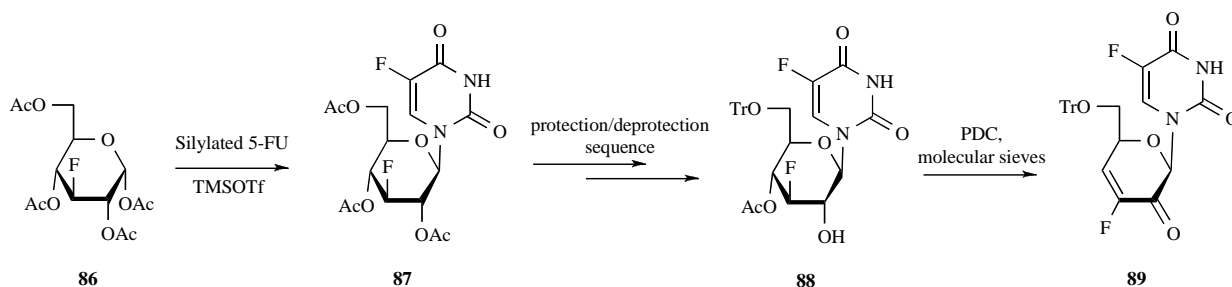 O
F
NH
N
O
AcO
O
F
AcO
OAc
OAc
86
Silylated 5-FU
TMSOTf
O
F
NH
AcO
N
O
O
F
AcO
OAc
87
protection/deprotection
sequence
O
F
NH
TrO
N
O
O
F
AcO
OH
88
PDC,
molecular sieves
O
F
NH
TrO
N
O
O
F
O
89